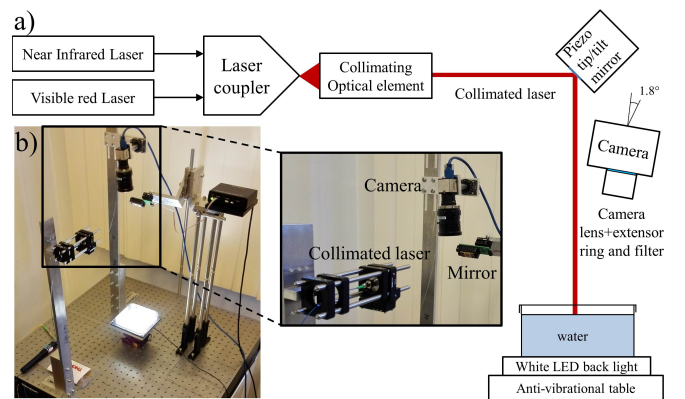 a)
Near Infrared Laser
Visible red Laser
Laser
coupler
Collimating
Optical element
Collimated laser
Piezo
tip/tilt
mirror
1.8°
Camera
Camera
lens+extensor
ring and filter
water
White LED back light
Anti-vibrational table
b)
Camera
Collimated laser
Mirror